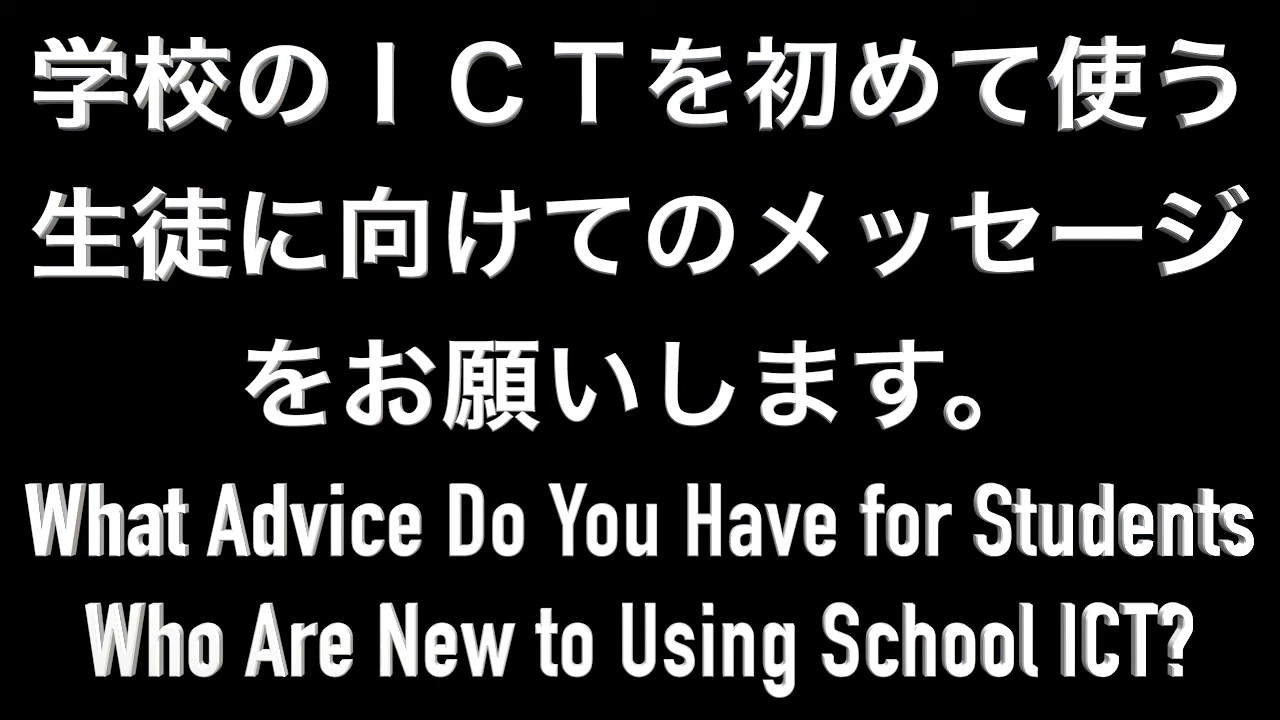 学校のＩＣＴを初めて使う
生徒に向けてのメッセージ
をお願いします。
What Advice Do You Have for Students
Who Are New to Using School ICT?